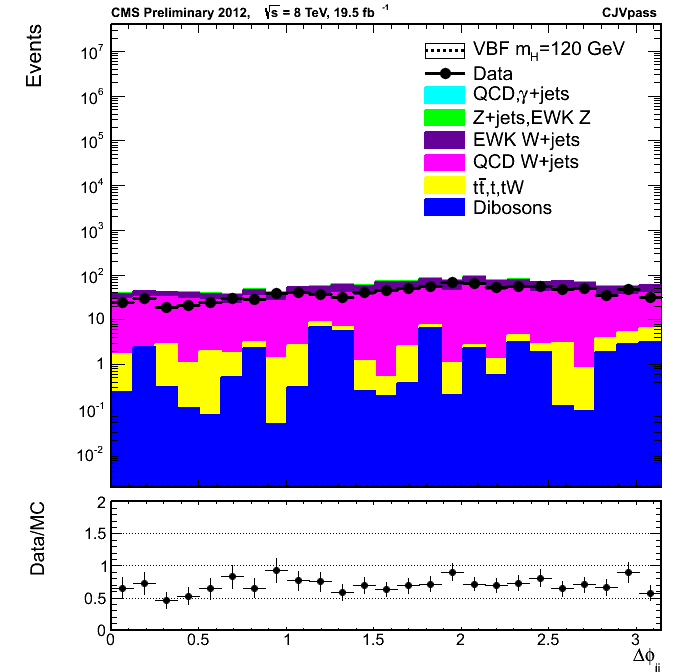 CMS Preliminary 2012, √s = 8 TeV, 19.5 fb⁻¹ CJVpass
Events
10⁷
10⁶
10⁵
10⁴
10³
10²
10
1
10⁻¹
10⁻²
VBF m_H=120 GeV
Data
QCD,γ+jets
Z+jets,EWK Z
EWK W+jets
QCD W+jets
tt̄,t,tW
Dibosons
Data/MC
2
1.5
1
0.5
0
0 0.5 1 1.5 2 2.5 3
Δϕ_jj